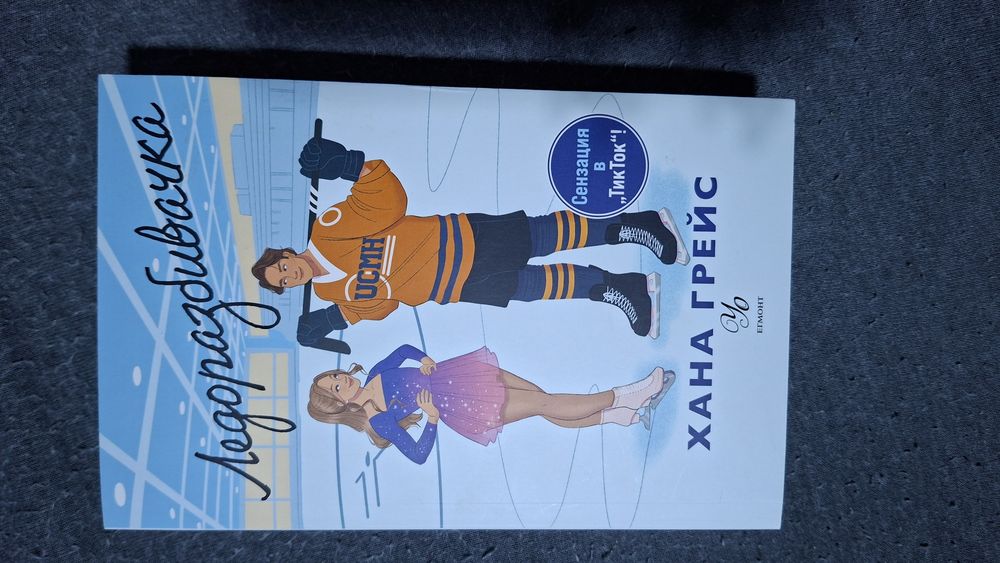 Ледоразбивачка
UCMH
Сензация
в
„ТикТок“!
ХАНА ГРЕЙС
ЕГМОНТ